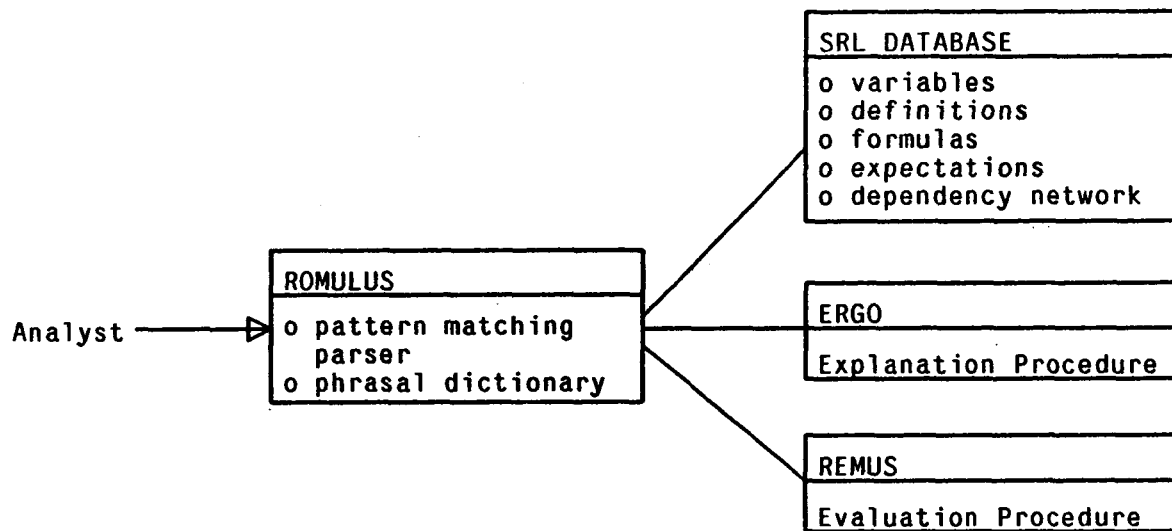 SRL DATABASE
o variables
o definitions
o formulas
o expectations
o dependency network
ROMULUS
o pattern matching
parser
o phrasal dictionary
Analyst
ERGO
Explanation Procedure
REMUS
Evaluation Procedure